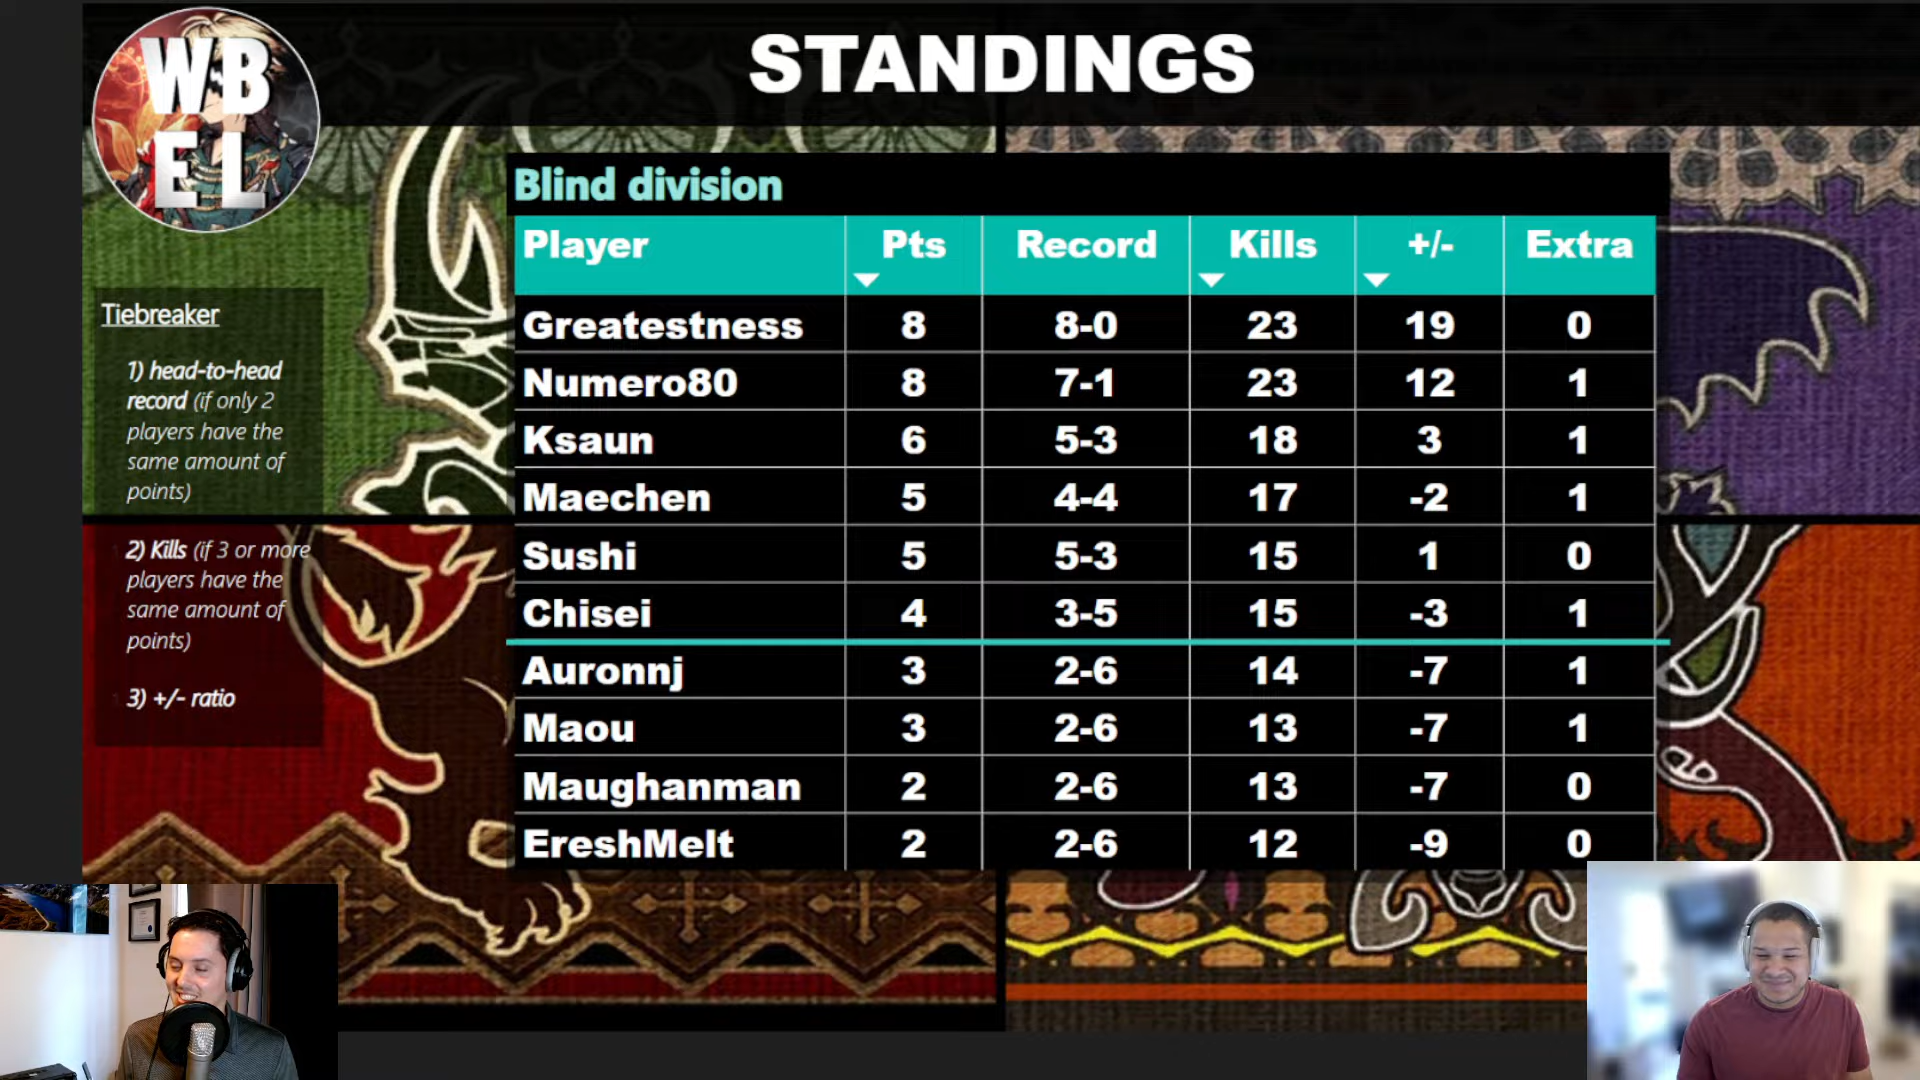 WB
EL
STANDINGS
Blind division
Player Pts Record Kills +/- Extra
Greatestness 8 8-0 23 19 0
Numero80 8 7-1 23 12 1
Ksaun 6 5-3 18 3 1
Maechen 5 4-4 17 -2 1
Sushi 5 5-3 15 1 0
Chisei 4 3-5 15 -3 1
Auronnj 3 2-6 14 -7 1
Maou 3 2-6 13 -7 1
Maughanman 2 2-6 13 -7 0
EreshMelt 2 2-6 12 -9 0
Tiebreaker
1) head-to-head
record (if only 2
players have the
same amount of
points)
2) Kills (if 3 or more
players have the
same amount of
points)
3) +/- ratio